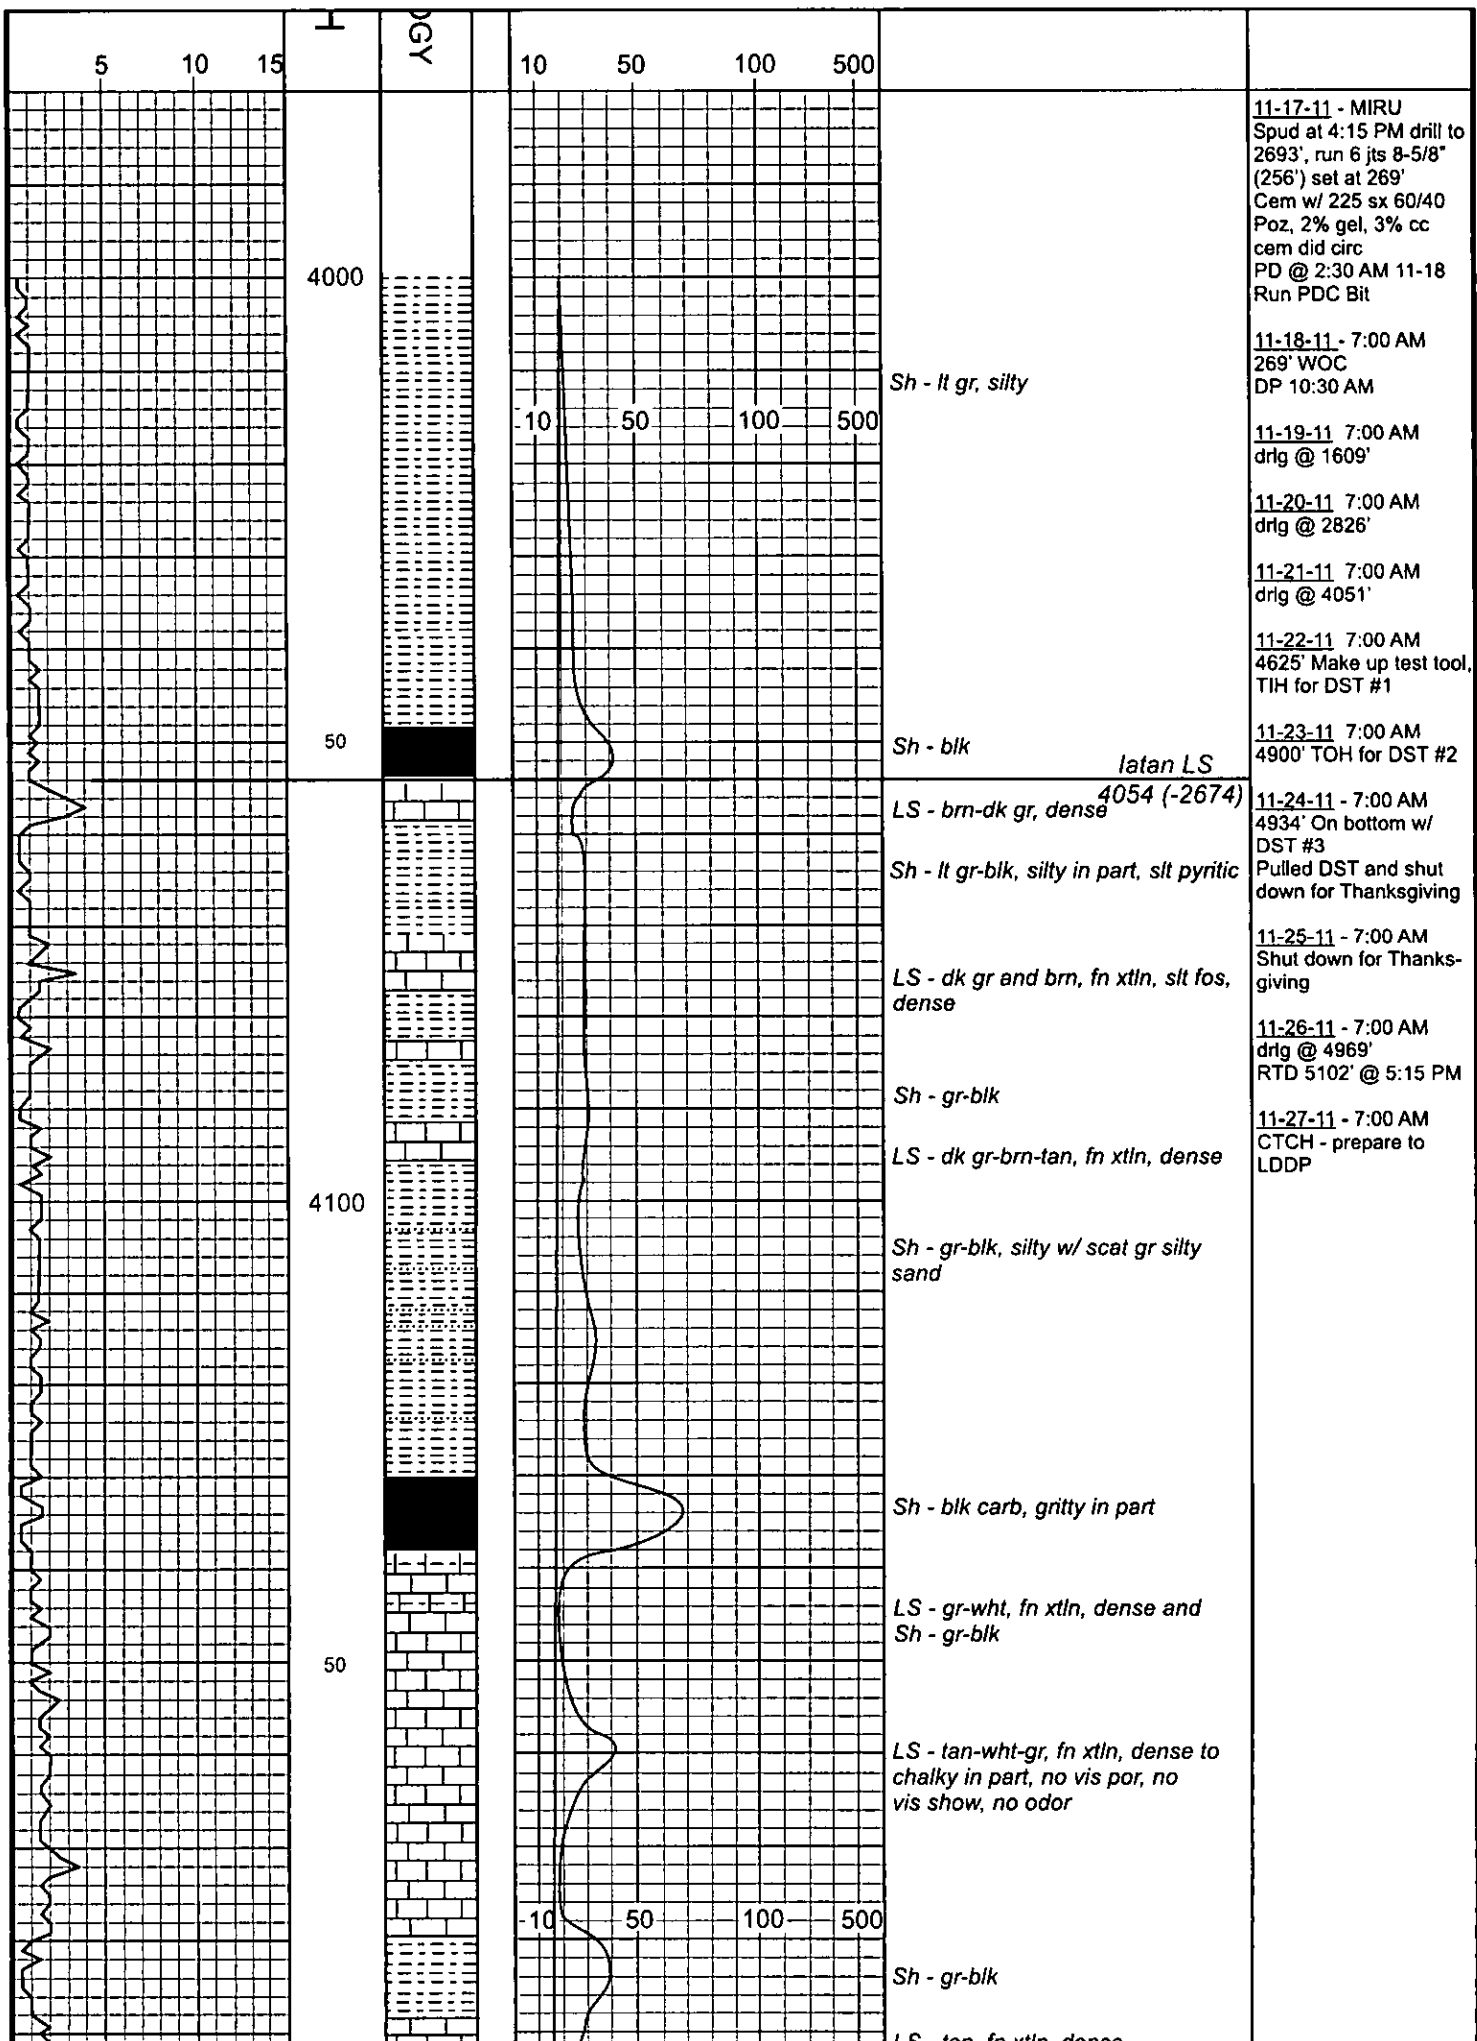 H
OGY
5 10 15
10 50 100 500
4000
50
4100
50
10 50 100 500
10 50 100 500
Sh - lt gr, silty
Sh - blk
Iatan LS
4054 (-2674)
LS - brn-dk gr, dense
Sh - lt gr-blk, silty in part, slt pyritic
LS - dk gr and brn, fn xtln, slt fos,
dense
Sh - gr-blk
LS - dk gr-brn-tan, fn xtln, dense
Sh - gr-blk, silty w/ scat gr silty
sand
Sh - blk carb, gritty in part
LS - gr-wht, fn xtln, dense and
Sh - gr-blk
LS - tan-wht-gr, fn xtln, dense to
chalky in part, no vis por, no
vis show, no odor
Sh - gr-blk
LS - tan, fn xtln, dense
11-17-11 - MIRU
Spud at 4:15 PM drill to
2693', run 6 jts 8-5/8"
(256') set at 269'
Cem w/ 225 sx 60/40
Poz, 2% gel, 3% cc
cem did circ
PD @ 2:30 AM 11-18
Run PDC Bit
11-18-11 - 7:00 AM
269' WOC
DP 10:30 AM
11-19-11 7:00 AM
drlg @ 1609'
11-20-11 7:00 AM
drlg @ 2826'
11-21-11 7:00 AM
drlg @ 4051'
11-22-11 7:00 AM
4625' Make up test tool,
TIH for DST #1
11-23-11 7:00 AM
4900' TOH for DST #2
11-24-11 - 7:00 AM
4934' On bottom w/
DST #3
Pulled DST and shut
down for Thanksgiving
11-25-11 - 7:00 AM
Shut down for Thanks-
giving
11-26-11 - 7:00 AM
drlg @ 4969'
RTD 5102' @ 5:15 PM
11-27-11 - 7:00 AM
CTCH - prepare to
LDDP